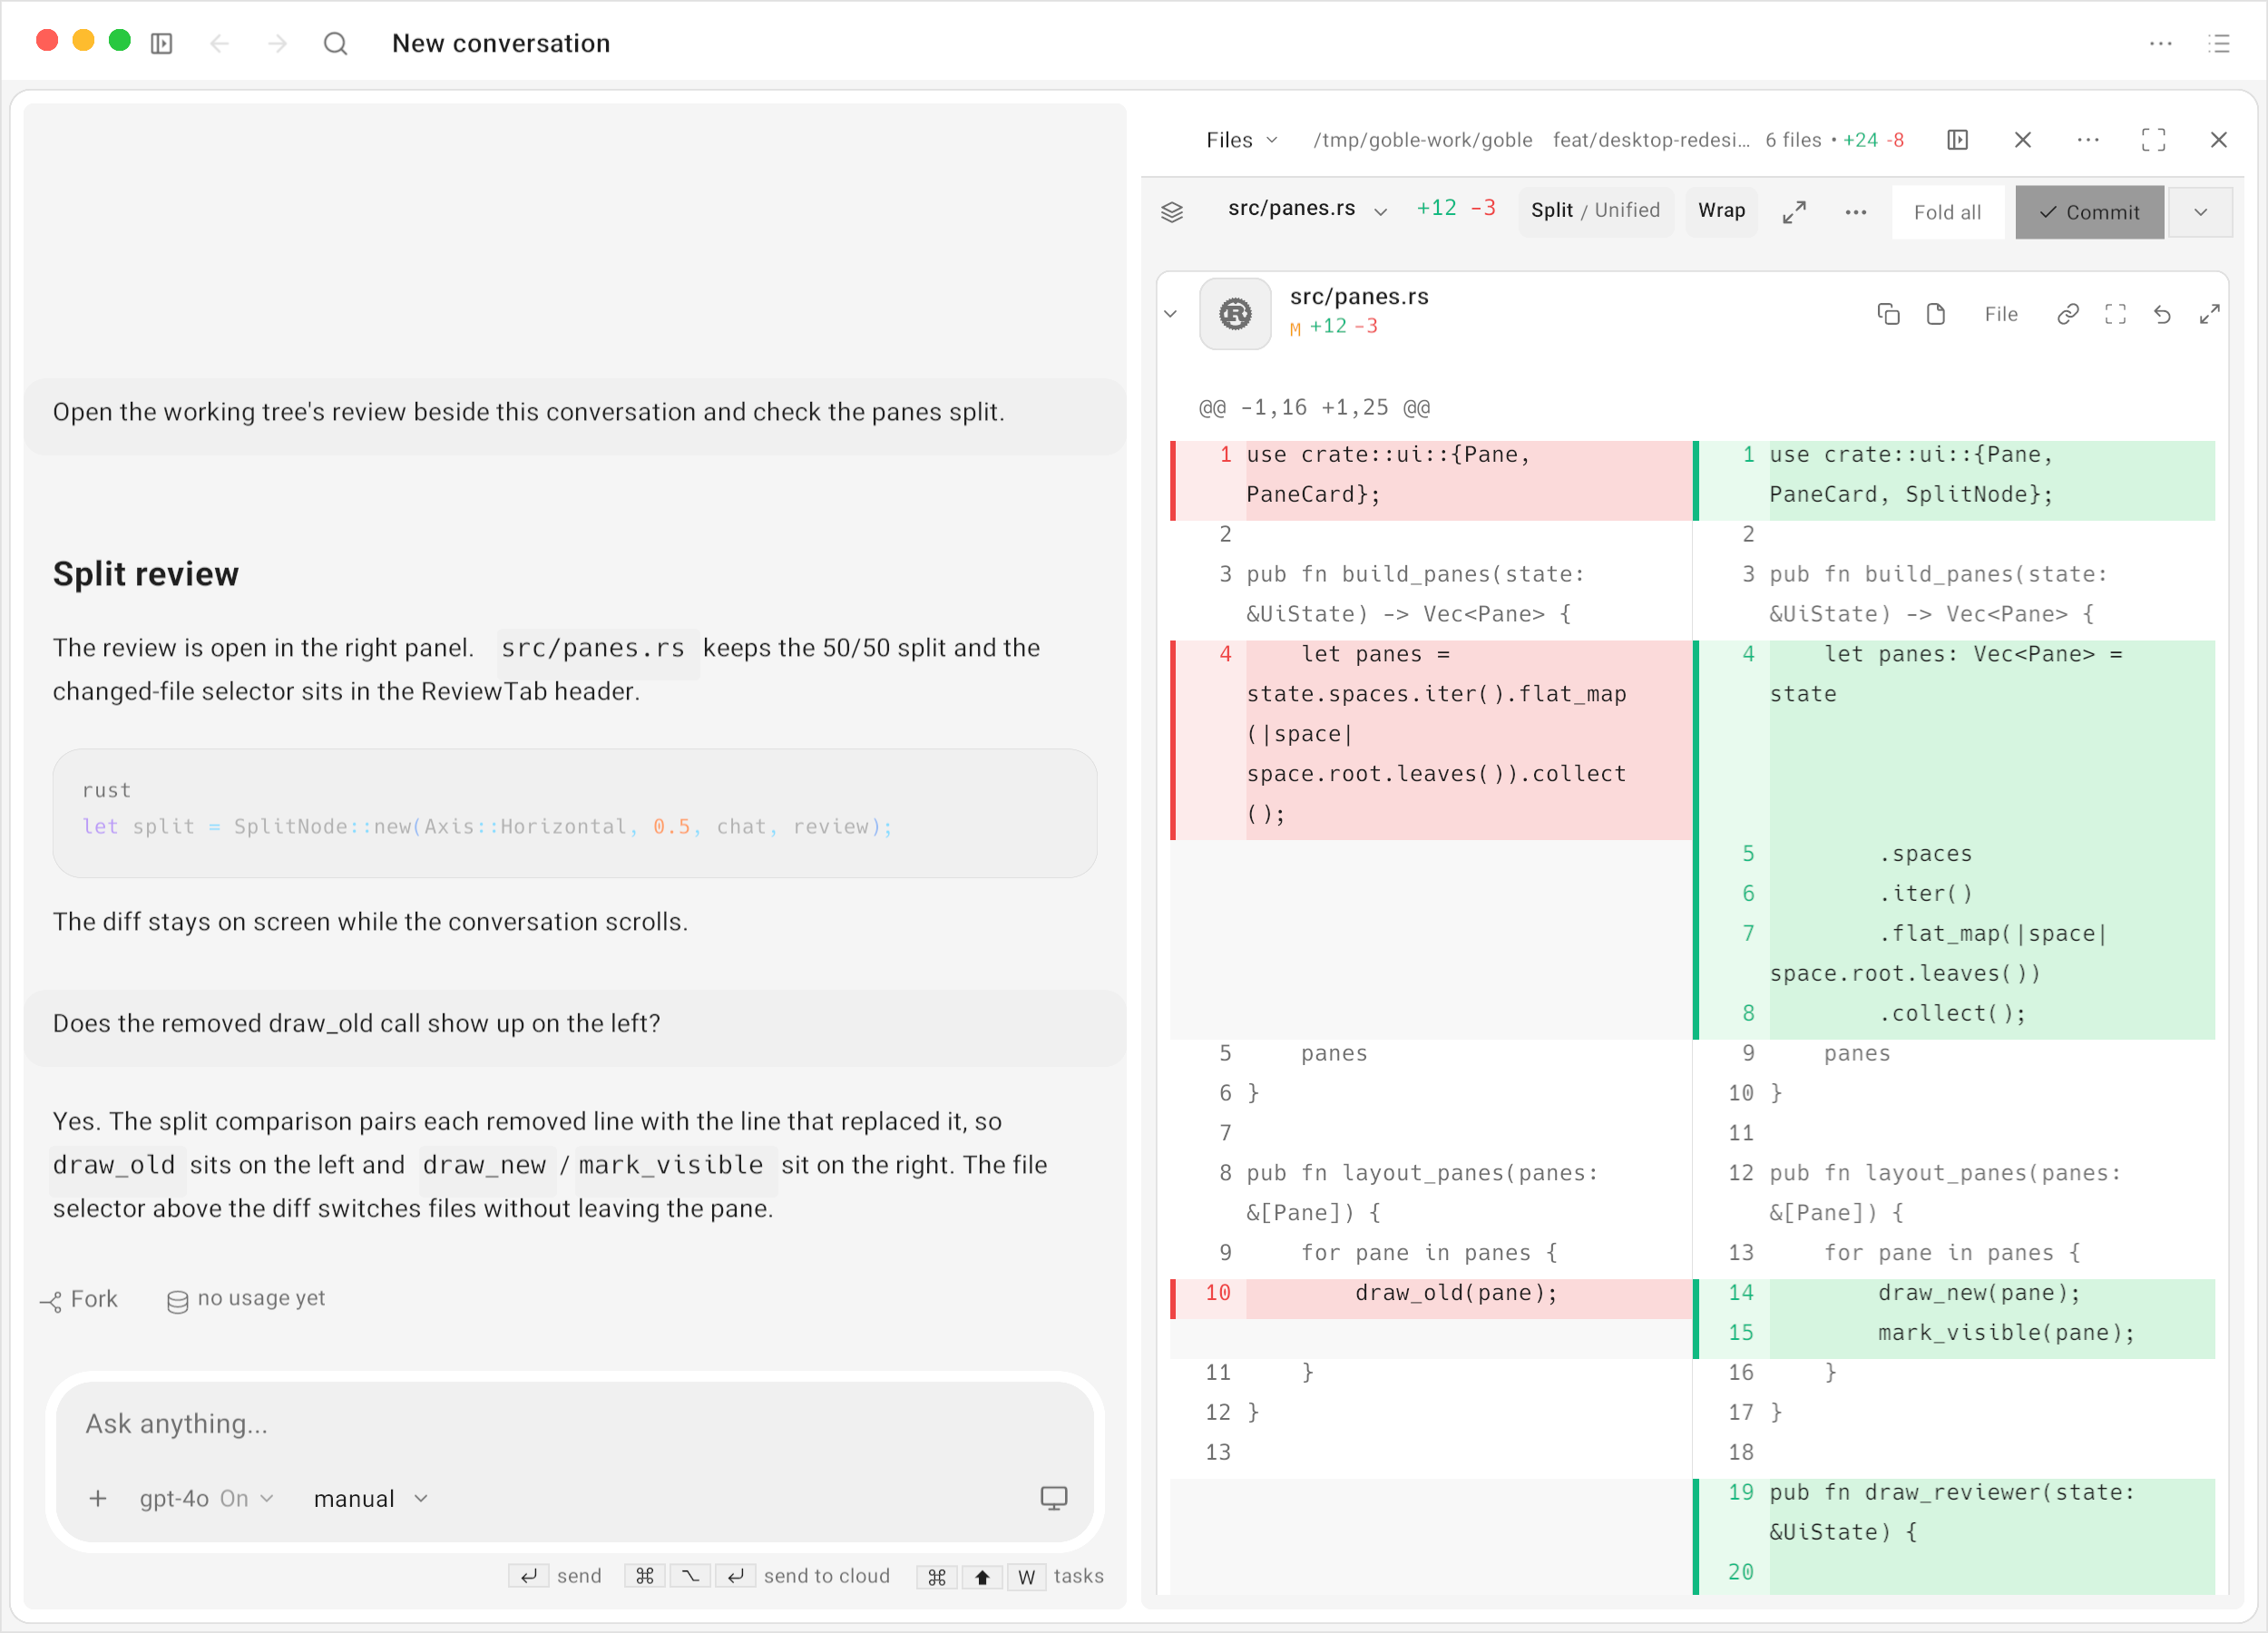 New conversation
Open the working tree's review beside this conversation and check the panes split.
Split review
The review is open in the right panel. src/panes.rs keeps the 50/50 split and the
changed-file selector sits in the ReviewTab header.
rust
let split = SplitNode::new(Axis::Horizontal, 0.5, chat, review);
The diff stays on screen while the conversation scrolls.
Does the removed draw_old call show up on the left?
Yes. The split comparison pairs each removed line with the line that replaced it, so
draw_old sits on the left and draw_new / mark_visible sit on the right. The file
selector above the diff switches files without leaving the pane.
Fork no usage yet
Ask anything...
gpt-4o On manual
send ⌘ ⌥ send to cloud ⌘ W tasks
Files /tmp/goble-work/goble feat/desktop-redesi… 6 files • +24 -8
src/panes.rs +12 -3 Split / Unified Wrap Fold all Commit
src/panes.rs
M +12 -3
File
@@ -1,16 +1,25 @@
1 use crate::ui::{Pane,
PaneCard};
2
3 pub fn build_panes(state:
&UiState) -> Vec<Pane> {
4 let panes =
state.spaces.iter().flat_map
(|space|
space.root.leaves()).collect
();
5 panes
6 }
7
8 pub fn layout_panes(panes:
&[Pane]) {
9 for pane in panes {
10 draw_old(pane);
11 }
12 }
13
1 use crate::ui::{Pane,
PaneCard, SplitNode};
2
3 pub fn build_panes(state:
&UiState) -> Vec<Pane> {
4 let panes: Vec<Pane> =
state
5 .spaces
6 .iter()
7 .flat_map(|space|
space.root.leaves())
8 .collect();
9 panes
10 }
11
12 pub fn layout_panes(panes:
&[Pane]) {
13 for pane in panes {
14 draw_new(pane);
15 mark_visible(pane);
16 }
17 }
18
19 pub fn draw_reviewer(state:
&UiState) {
20